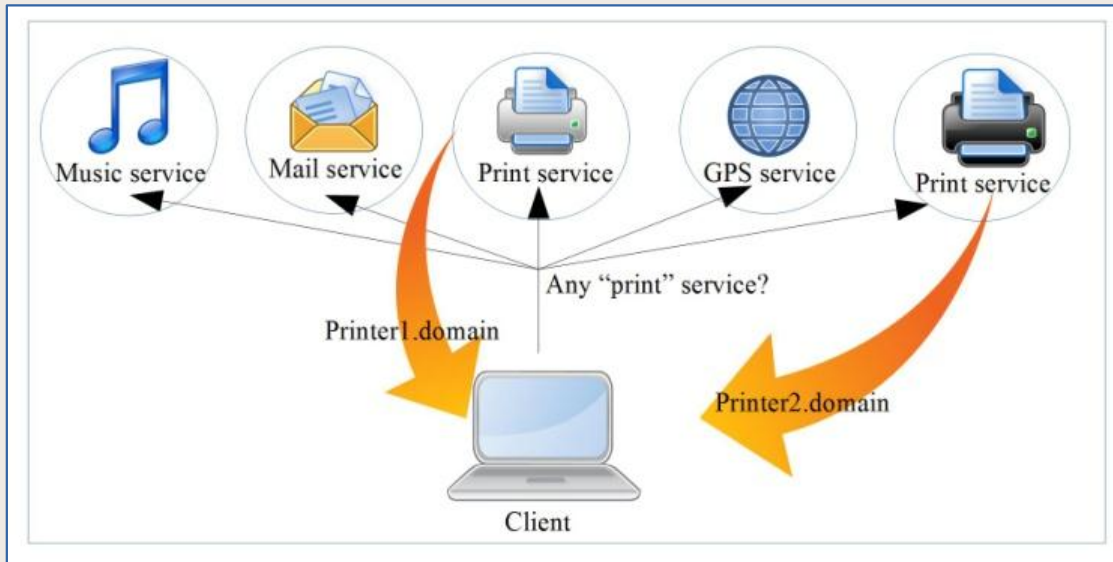 Music service
Mail service
Print service
GPS service
Print service
Any “print” service?
Printer1.domain
Printer2.domain
Client